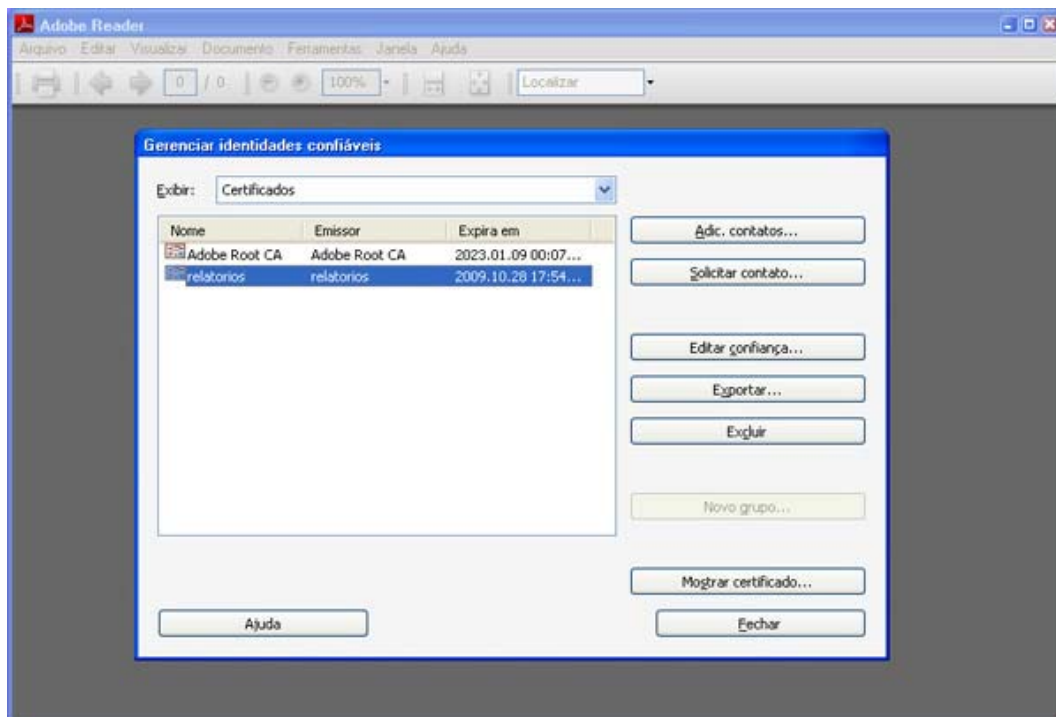 Adobe Reader
Arquivo Editar Visualizar Documento Ferramentas Janela Ajuda
0 / 0 100% Localizar
Gerenciar identidades confiáveis
Exibir: Certificados
Nome Emissor Expira em
Adobe Root CA Adobe Root CA 2023.01.09 00:07...
relatorios relatorios 2009.10.28 17:54...
Adic. contatos...
Solicitar contato...
Editar confiança...
Exportar...
Excluir
Novo grupo...
Mostrar certificado...
Ajuda Fechar